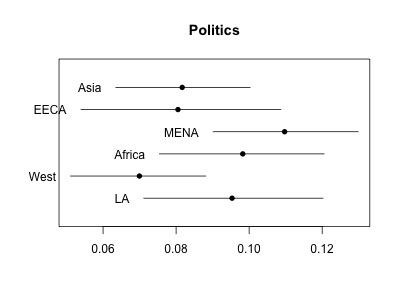 Politics
Asia
EECA
MENA
Africa
West
LA
0.06 0.08 0.10 0.12